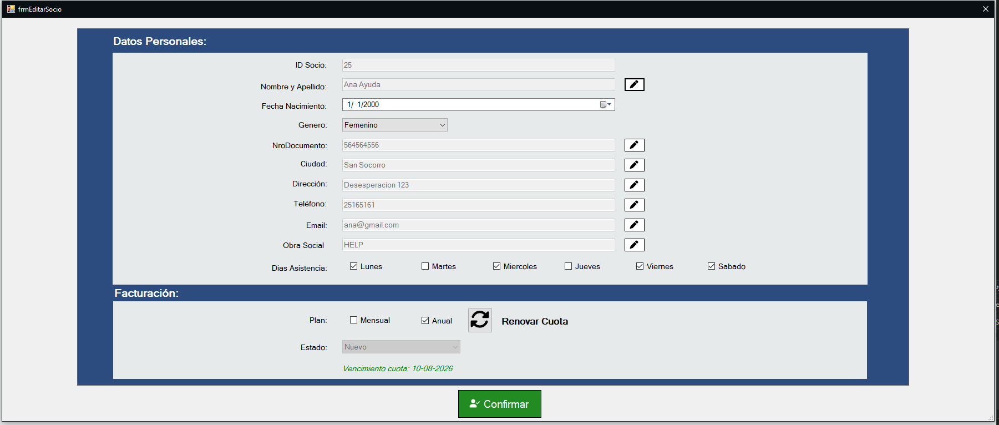 frmEditarSocio
Datos Personales:
ID Socio: 25
Nombre y Apellido: Ana Ayuda
Fecha Nacimiento: 1/ 1/2000
Genero: Femenino
NroDocumento: 564564556
Ciudad: San Socorro
Dirección: Desesperacion 123
Teléfono: 25165161
Email: ana@gmail.com
Obra Social HELP
Dias Asistencia: Lunes Martes Miercoles Jueves Viernes Sabado
Facturación:
Plan: Mensual Anual Renovar Cuota
Estado: Nuevo
Vencimiento cuota: 10-08-2026
Confirmar